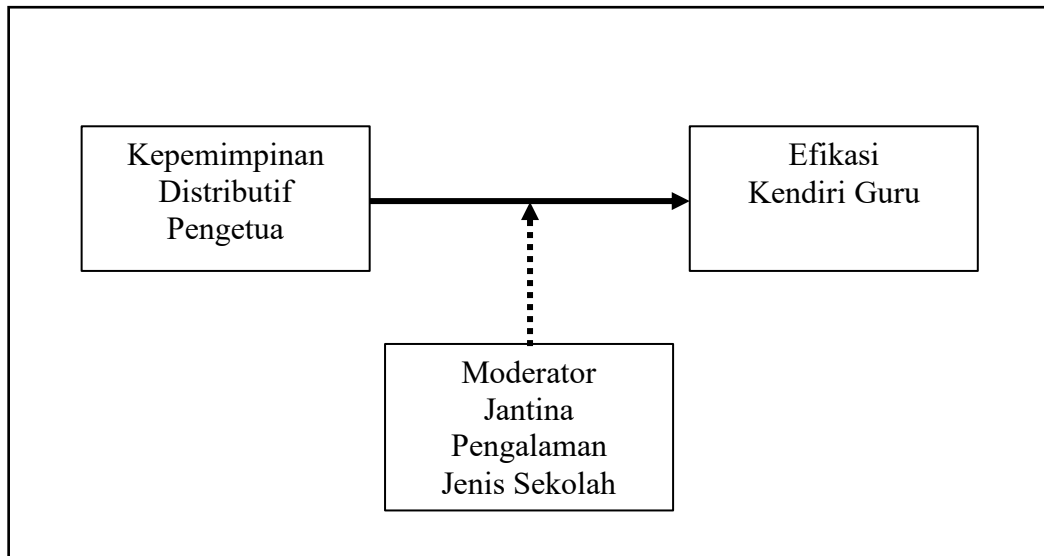 Kepemimpinan
Distributif
Pengetua
Efikasi
Kendiri Guru
Moderator
Jantina
Pengalaman
Jenis Sekolah